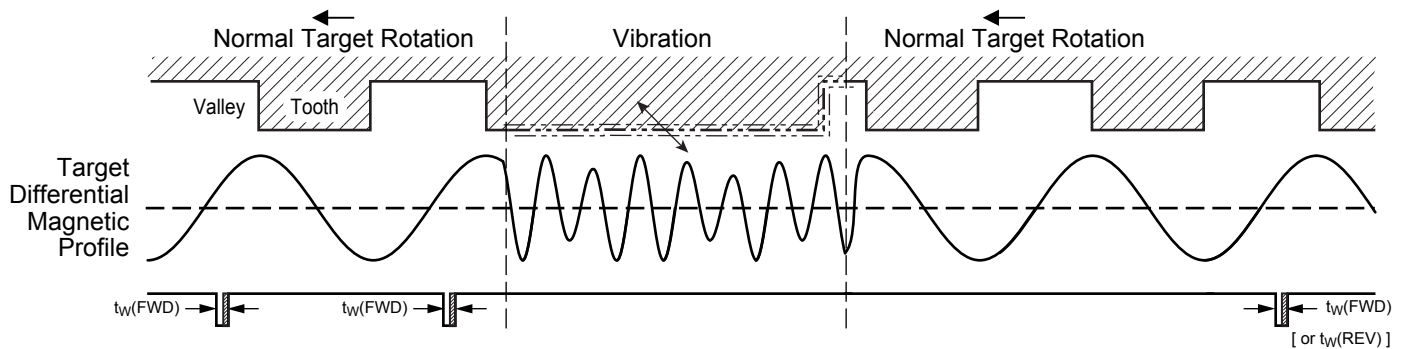 Normal Target Rotation
Vibration
Normal Target Rotation
Valley
Tooth
Target
Differential
Magnetic
Profile
tW(FWD)
tW(FWD)
tW(FWD)
[ or tW(REV) ]